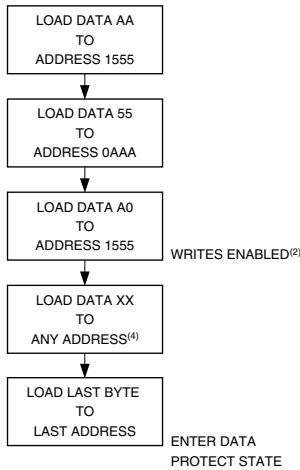 LOAD DATA AA
TO
ADDRESS 1555
LOAD DATA 55
TO
ADDRESS 0AAA
LOAD DATA A0
TO
ADDRESS 1555
WRITES ENABLED(2)
LOAD DATA XX
TO
ANY ADDRESS(4)
LOAD LAST BYTE
TO
LAST ADDRESS
ENTER DATA
PROTECT STATE